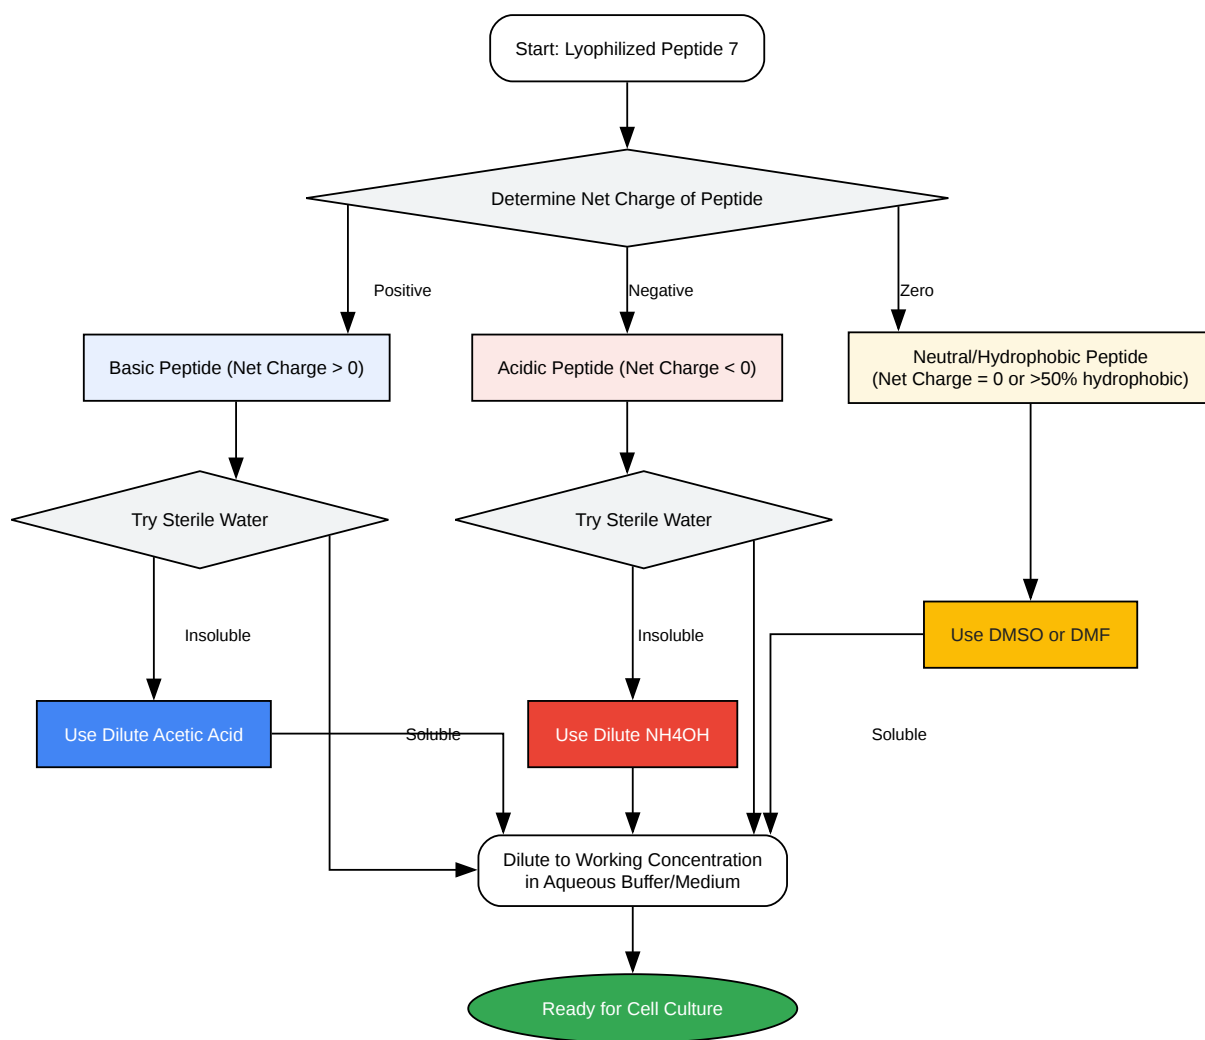 Start: Lyophilized Peptide 7
Determine Net Charge of Peptide
Positive
Negative
Zero
Basic Peptide (Net Charge > 0)
Acidic Peptide (Net Charge < 0)
Neutral/Hydrophobic Peptide
(Net Charge = 0 or >50% hydrophobic)
Try Sterile Water
Try Sterile Water
Insoluble
Insoluble
Use DMSO or DMF
Use Dilute Acetic Acid
Soluble
Use Dilute NH4OH
Soluble
Dilute to Working Concentration
in Aqueous Buffer/Medium
Ready for Cell Culture